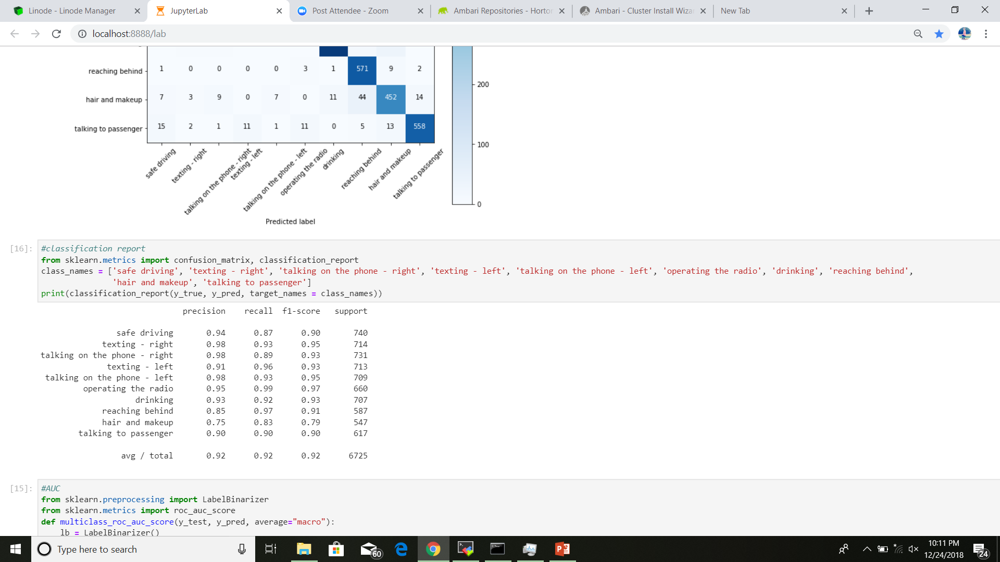 Linode - Linode Manager
JupyterLab
Post Attendee - Zoom
Ambari Repositories - Horton
Ambari - Cluster Install Wiza
New Tab
localhost:8888/lab
reaching behind 1 0 0 0 0 3 1 571 9 2
200
hair and makeup 7 3 9 0 7 0 11 44 452 14
talking to passenger 15 2 1 11 1 11 0 5 13 558
100
0
safe driving
texting - right
talking on the phone - right
texting - left
talking on the phone - left
operating the radio
drinking
reaching behind
hair and makeup
talking to passenger
Predicted label
[16]:
#classification report
from sklearn.metrics import confusion_matrix, classification_report
class_names = ['safe driving', 'texting - right', 'talking on the phone - right', 'texting - left', 'talking on the phone - left', 'operating the radio', 'drinking', 'reaching behind',
'hair and makeup', 'talking to passenger']
print(classification_report(y_true, y_pred, target_names = class_names))
precision recall f1-score support
safe driving 0.94 0.87 0.90 740
texting - right 0.98 0.93 0.95 714
talking on the phone - right 0.98 0.89 0.93 731
texting - left 0.91 0.96 0.93 713
talking on the phone - left 0.98 0.93 0.95 709
operating the radio 0.95 0.99 0.97 660
drinking 0.93 0.92 0.93 707
reaching behind 0.85 0.97 0.91 587
hair and makeup 0.75 0.83 0.79 547
talking to passenger 0.90 0.90 0.90 617
avg / total 0.92 0.92 0.92 6725
[15]:
#AUC
from sklearn.preprocessing import LabelBinarizer
from sklearn.metrics import roc_auc_score
def multiclass_roc_auc_score(y_test, y_pred, average="macro"):
lb = LabelBinarizer()
Type here to search
60
10:11 PM
12/24/2018
24